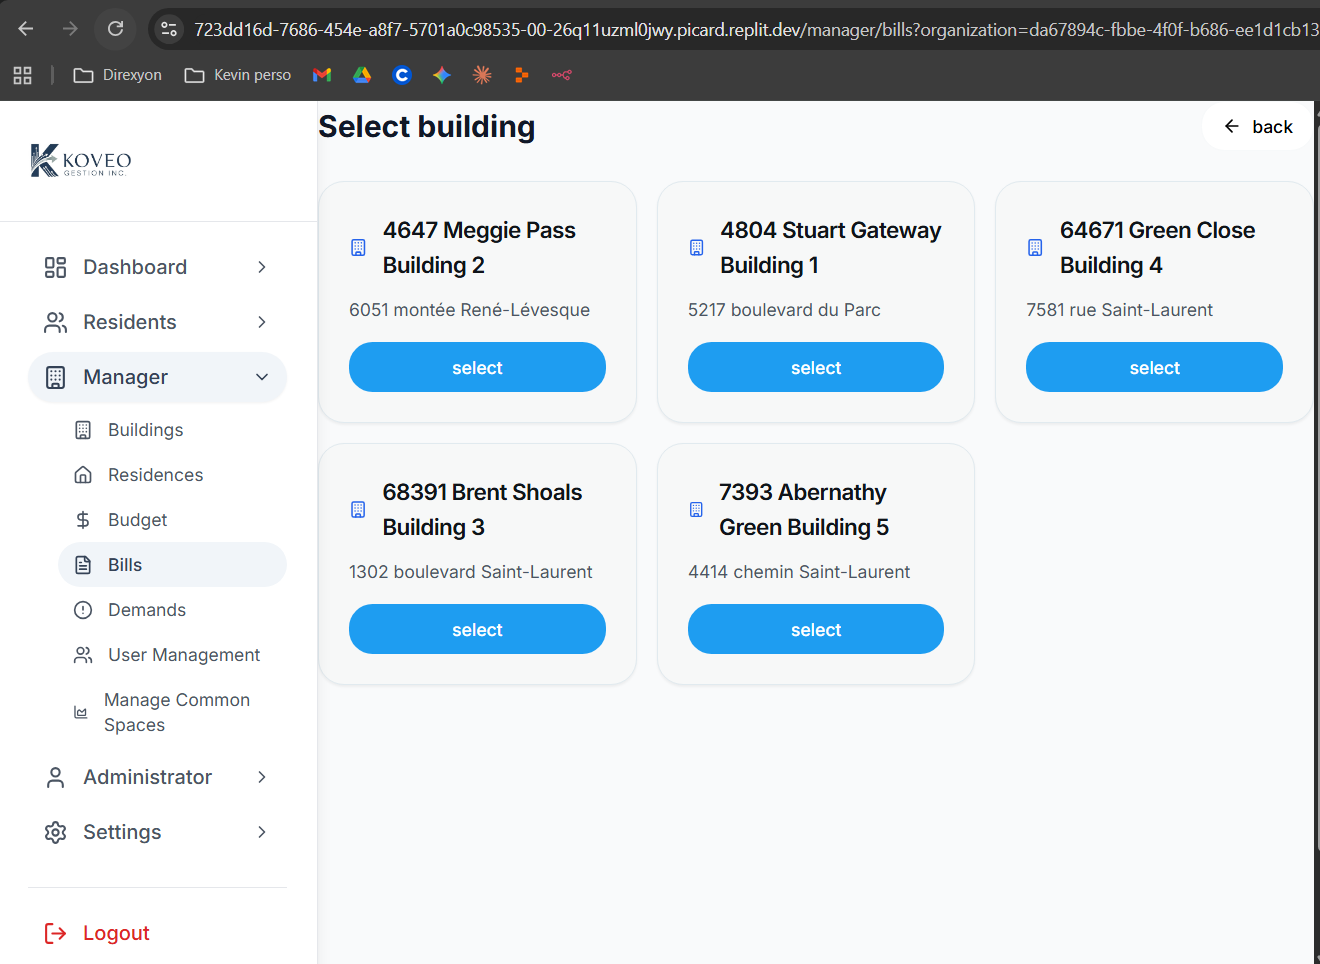 723dd16d-7686-454e-a8f7-5701a0c98535-00-26q11uzml0jwy.picard.replit.dev/manager/bills?organization=da67894c-fbbe-4f0f-b686-ee1d1cb13
Direxyon
Kevin perso
KOVEO
GESTION INC.
Dashboard
Residents
Manager
Buildings
Residences
Budget
Bills
Demands
User Management
Manage Common
Spaces
Administrator
Settings
Logout
Select building
back
4647 Meggie Pass
Building 2
6051 montée René-Lévesque
select
4804 Stuart Gateway
Building 1
5217 boulevard du Parc
select
64671 Green Close
Building 4
7581 rue Saint-Laurent
select
68391 Brent Shoals
Building 3
1302 boulevard Saint-Laurent
select
7393 Abernathy
Green Building 5
4414 chemin Saint-Laurent
select